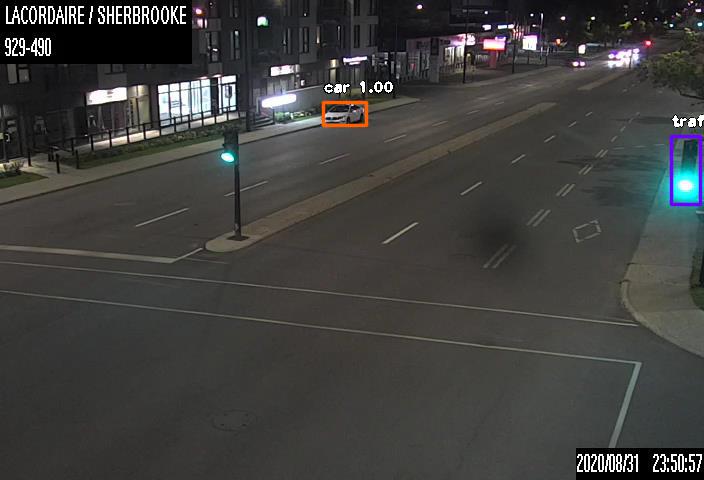 LACORDAIRE / SHERBROOKE
929-490
car 1.00
traf
2020/08/31 23:50:57